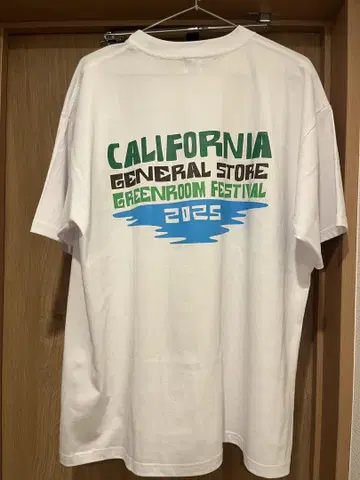 CALIFORNIA
GENERAL STORE
GREENROOM FESTIVAL
2025